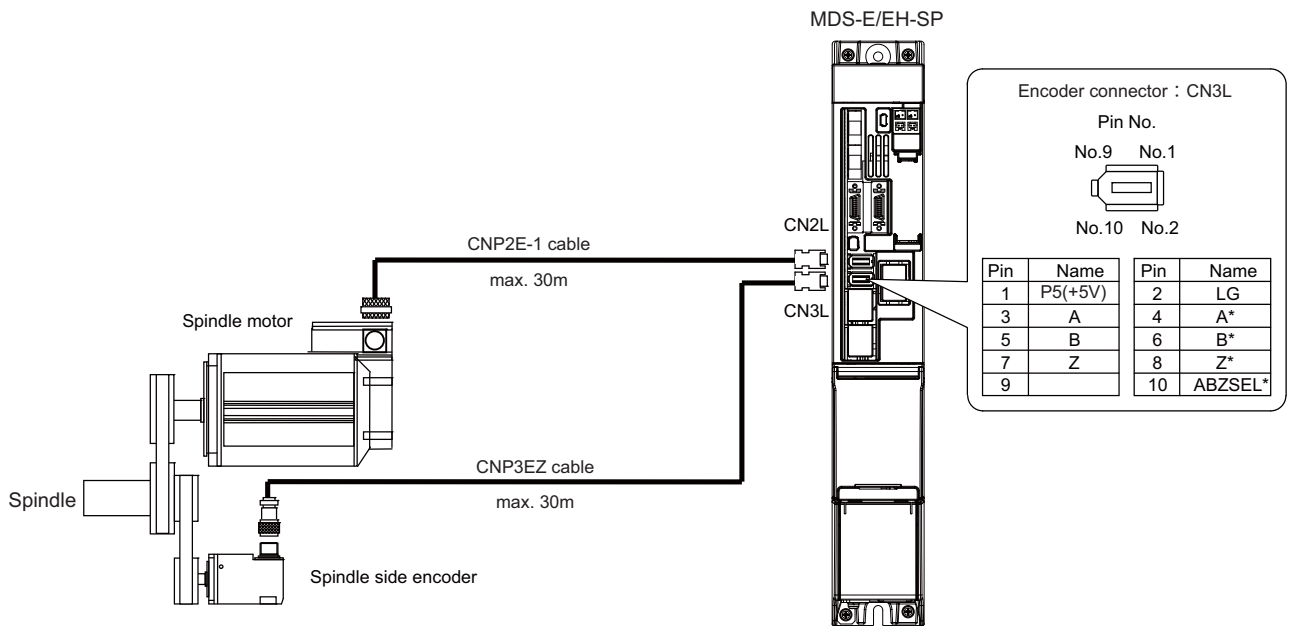 MDS-E/EH-SP
Encoder connector : CN3L
Pin No.
No.9 No.1
No.10 No.2
Pin Name Pin Name
1 P5(+5V) 2 LG
3 A 4 A*
5 B 6 B*
7 Z 8 Z*
9 10 ABZSEL*
CN2L
CNP2E-1 cable
max. 30m
CN3L
Spindle motor
CNP3EZ cable
max. 30m
Spindle
Spindle side encoder